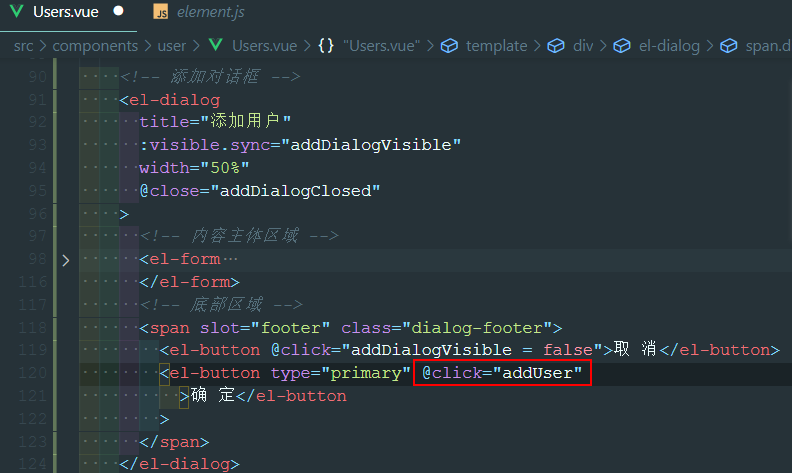 Users.vue ● JS element.js
src > components > user > Users.vue > {} "Users.vue" > template > div > el-dialog > span.d
90 <!-- 添加对话框 -->
91 <el-dialog
92 title="添加用户"
93 :visible.sync="addDialogVisible"
94 width="50%"
95 @close="addDialogClosed"
96 >
97 <!-- 内容主体区域 -->
98 <el-form…
116 </el-form>
117 <!-- 底部区域 -->
118 <span slot="footer" class="dialog-footer">
119 <el-button @click="addDialogVisible = false">取 消</el-button>
120 <el-button type="primary" @click="addUser"
121 >确 定</el-button
122 >
123 </span>
124 </el-dialog>